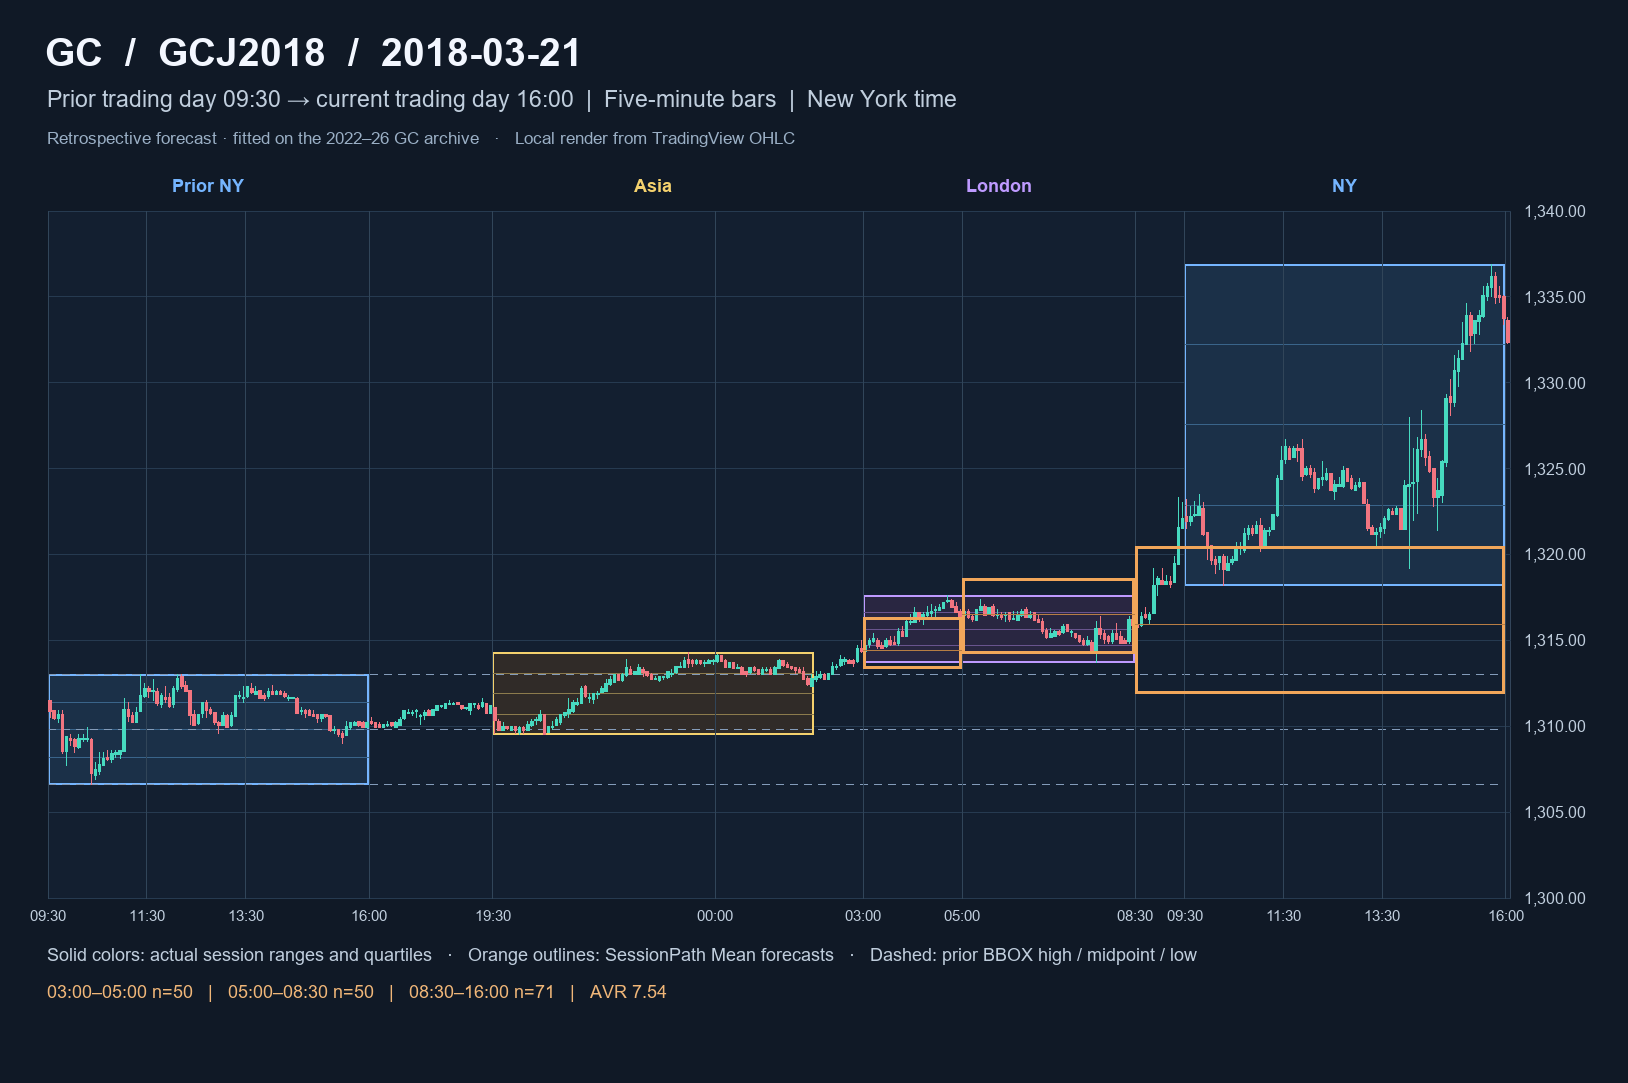 GC / GCJ2018 / 2018-03-21
Prior trading day 09:30 → current trading day 16:00 | Five-minute bars | New York time
Retrospective forecast · fitted on the 2022–26 GC archive · Local render from TradingView OHLC
Prior NY Asia London NY
1,340.00
1,335.00
1,330.00
1,325.00
1,320.00
1,315.00
1,310.00
1,305.00
1,300.00
09:30 11:30 13:30 16:00 19:30 00:00 03:00 05:00 08:30 09:30 11:30 13:30 16:00
Solid colors: actual session ranges and quartiles · Orange outlines: SessionPath Mean forecasts · Dashed: prior BBOX high / midpoint / low
03:00–05:00 n=50 | 05:00–08:30 n=50 | 08:30–16:00 n=71 | AVR 7.54